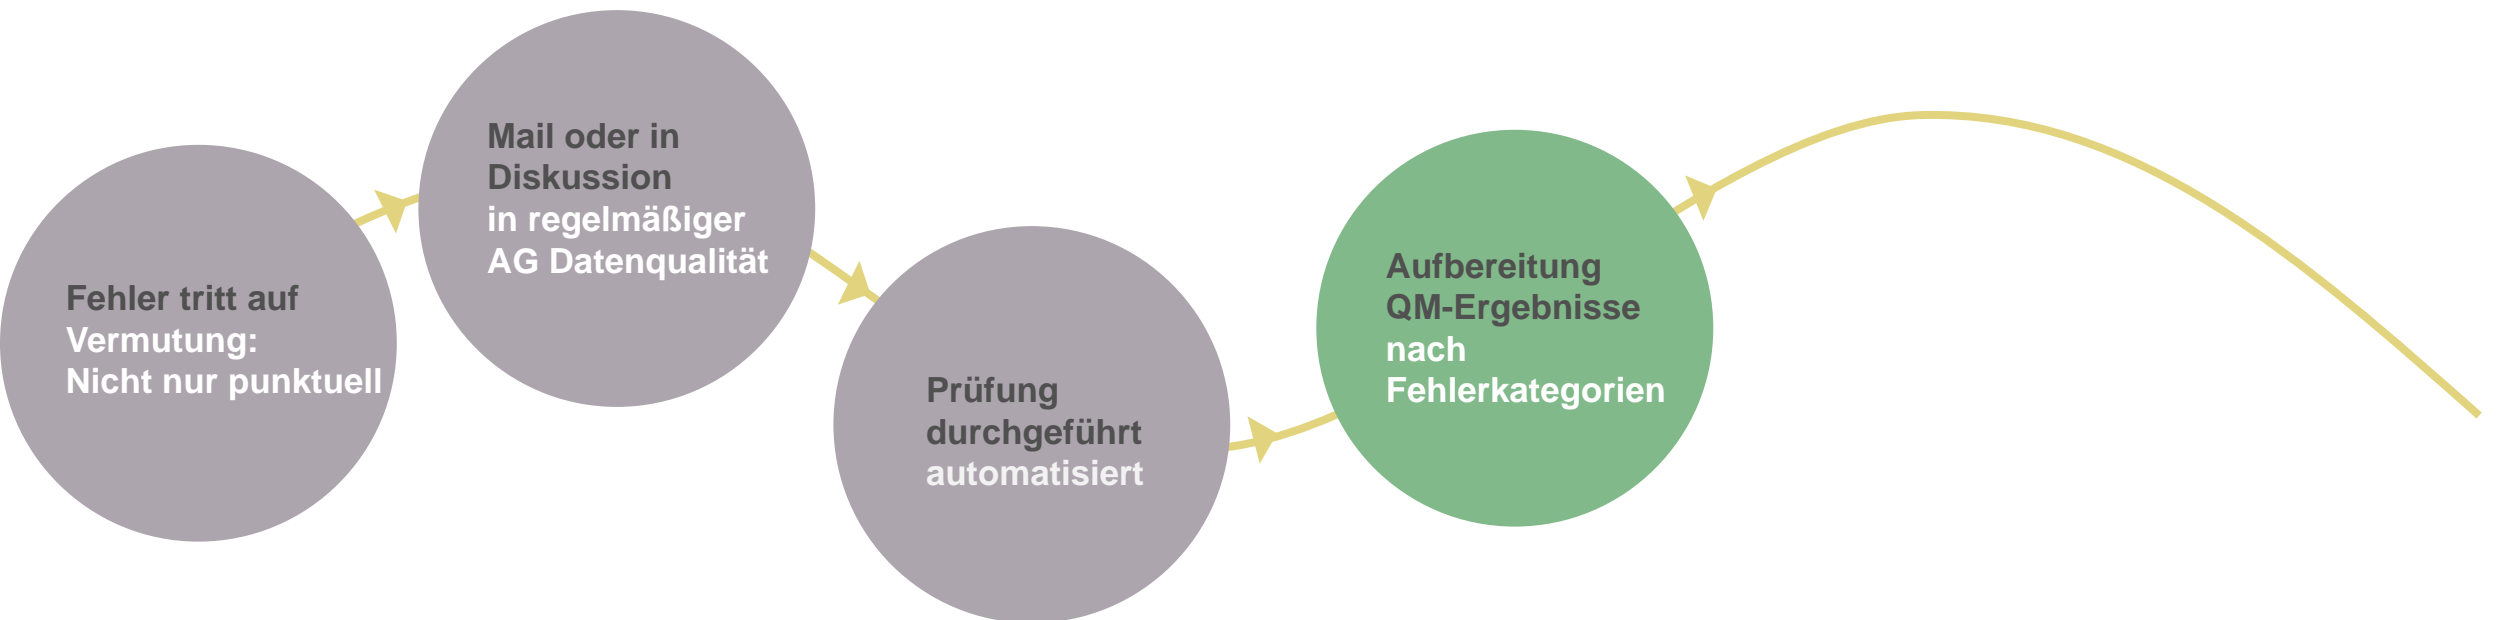 Fehler tritt auf
Vermutung:
Nicht nur punktuell
Mail oder in
Diskussion
in regelmäßiger
AG Datenqualität
Prüfung
durchgeführt
automatisiert
Aufbereitung
QM-Ergebnisse
nach
Fehlerkategorien